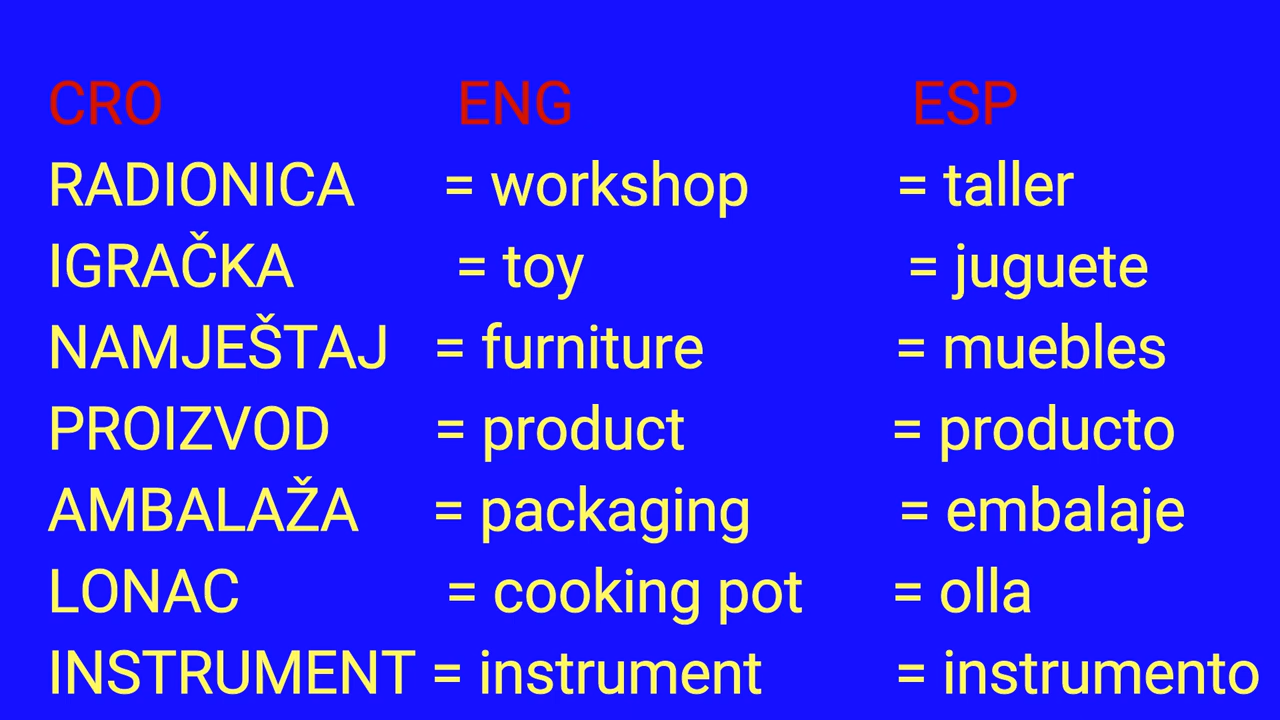 CRO ENG ESP
RADIONICA = workshop = taller
IGRAČKA = toy = juguete
NAMJEŠTAJ = furniture = muebles
PROIZVOD = product = producto
AMBALAŽA = packaging = embalaje
LONAC = cooking pot = olla
INSTRUMENT = instrument = instrumento